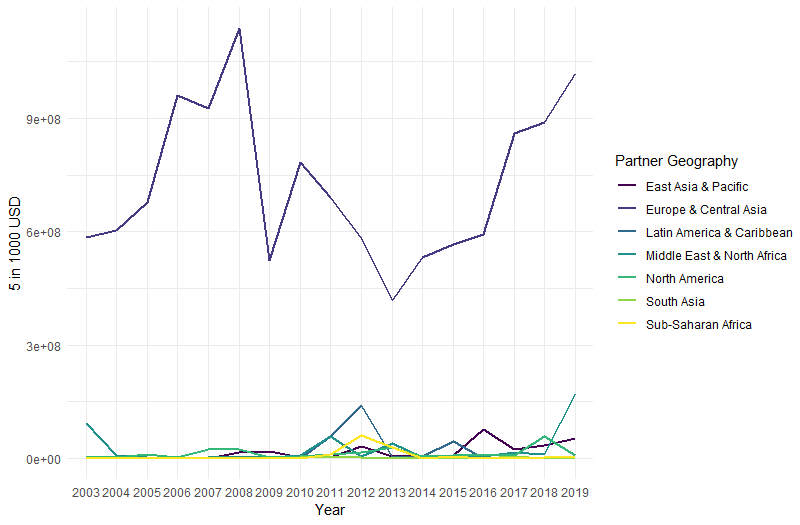 9e+08
6e+08
3e+08
0e+00
5 in 1000 USD
2003 2004 2005 2006 2007 2008 2009 2010 2011 2012 2013 2014 2015 2016 2017 2018 2019
Year
Partner Geography
East Asia & Pacific
Europe & Central Asia
Latin America & Caribbean
Middle East & North Africa
North America
South Asia
Sub-Saharan Africa